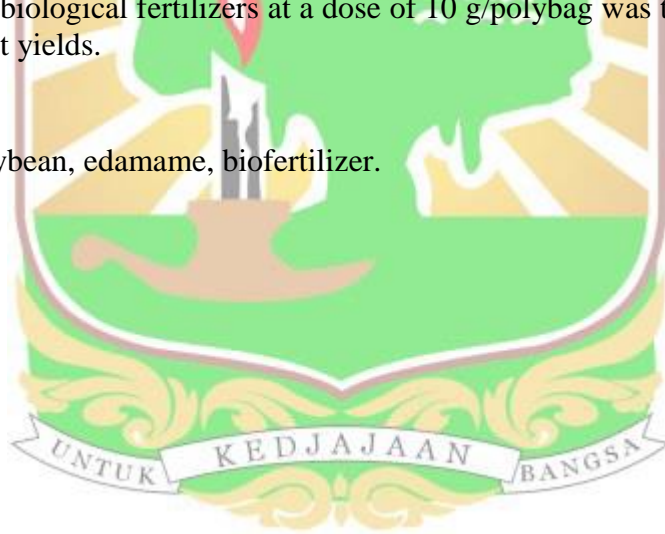 biological fertilizers at a dose of 10 g/polybag was
t yields.
ybean, edamame, biofertilizer.
UNTUK KEDJAJAAN BANGSA